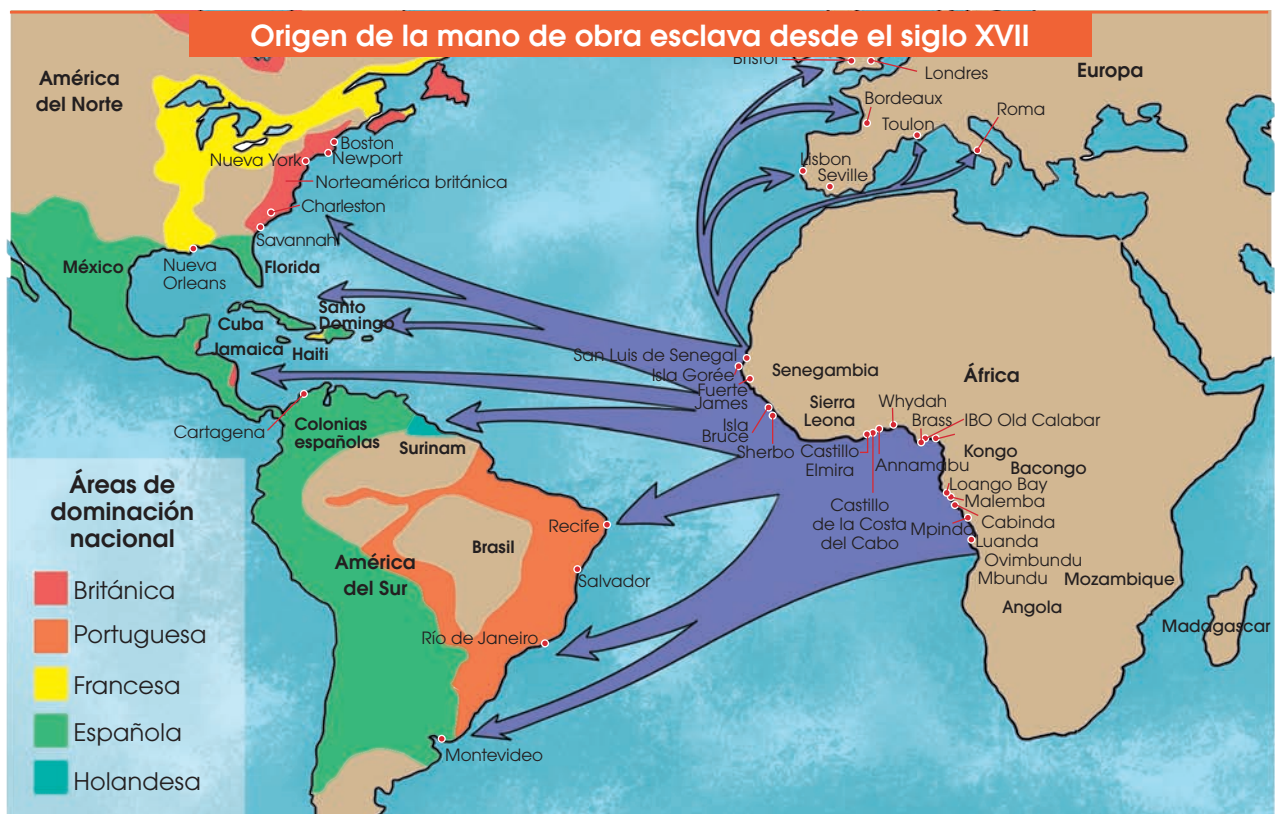 Origen de la mano de obra esclava desde el siglo XVII
América
del Norte
Bristol
Londres
Europa
Bordeaux
Toulon
Roma
Lisbon
Seville
Boston
Nueva York
Newport
Norteamérica británica
Charleston
Savannahl
México
Nueva
Orleans
Florida
Cuba
Santo
Domingo
Jamaica
Haiti
Cartagena
Colonias
españolas
Surinam
San Luis de Senegal
Isla Gorée
Fuerte
James
Isla
Bruce
Sherbo
Senegambia
África
Sierra
Leona
Whydah
Brass
IBO Old Calabar
Castillo
Elmira
Annamabu
Kongo
Bacongo
Loango Bay
Malemba
Castillo
de la Costa
del Cabo
Cabinda
Mpinda
Luanda
Ovimbundu
Mbundu
Mozambique
Angola
Madagascar
Recife
Brasil
América
del Sur
Salvador
Río de Janeiro
Montevideo
Áreas de
dominación
nacional
Británica
Portuguesa
Francesa
Española
Holandesa